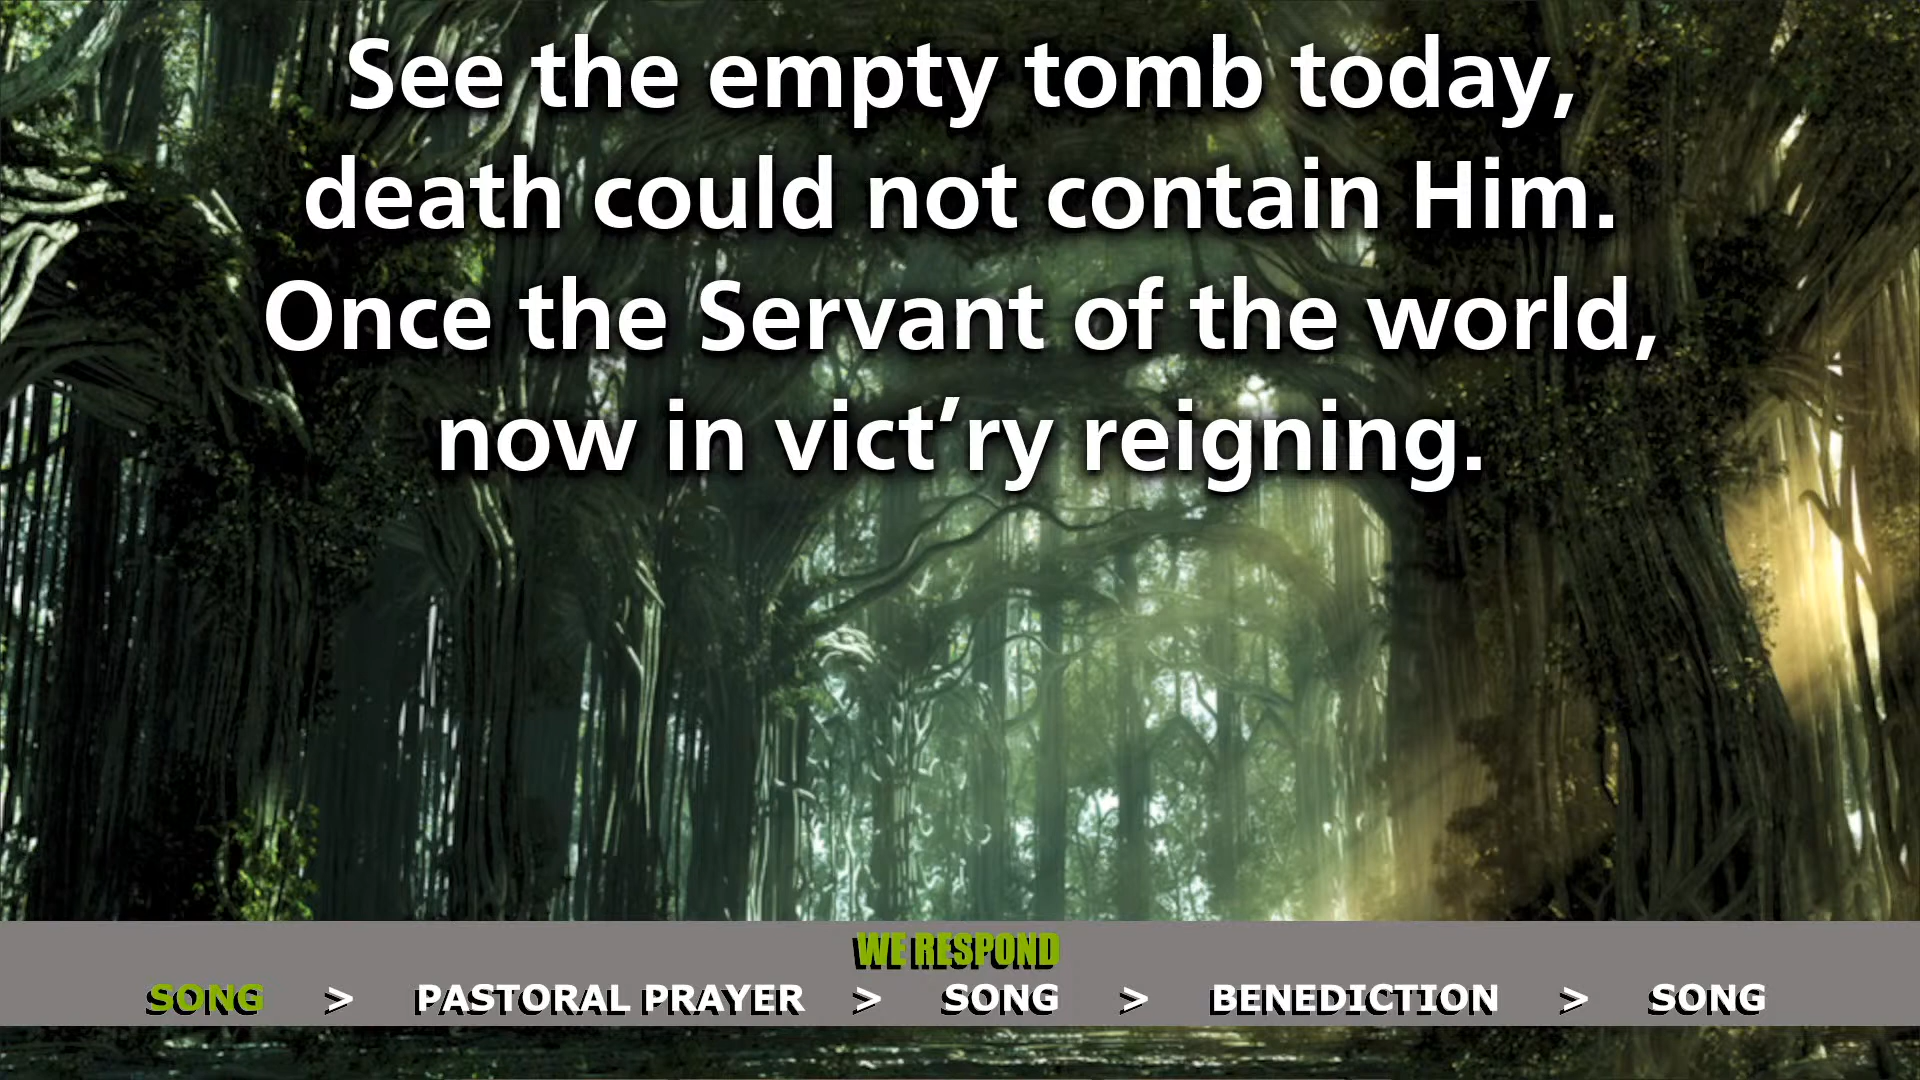 See the empty tomb today,
death could not contain Him.
Once the Servant of the world,
now in vict’ry reigning.
WE RESPOND
SONG > PASTORAL PRAYER > SONG > BENEDICTION > SONG